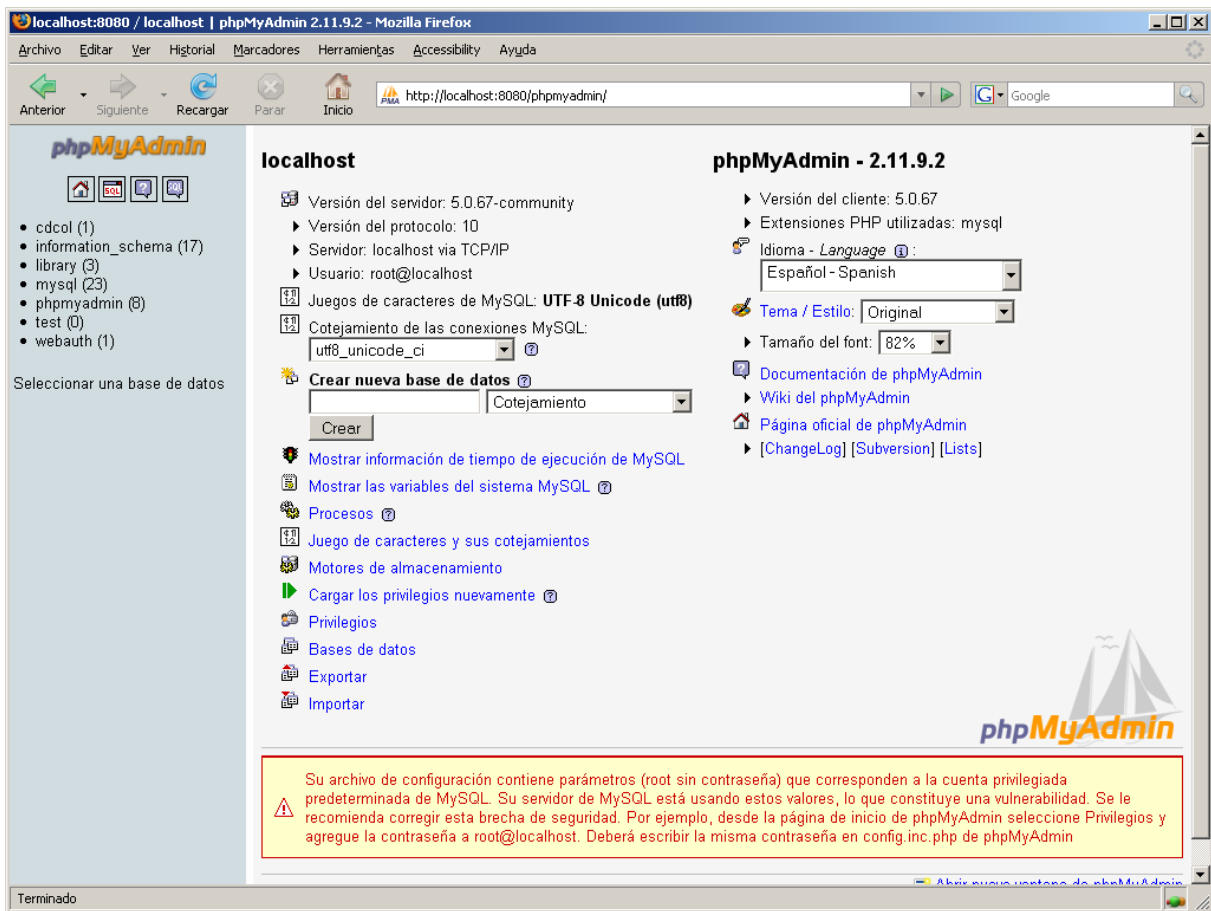 localhost:8080 / localhost | phpMyAdmin 2.11.9.2 - Mozilla Firefox
Archivo Editar Ver Historial Marcadores Herramientas Accessibility Ayuda
Anterior Siguiente Recargar Parar Inicio
PMA http://localhost:8080/phpmyadmin/
G Google
phpMyAdmin
SQL
SQL
cdcol (1)
information_schema (17)
library (3)
mysql (23)
phpmyadmin (8)
test (0)
webauth (1)
Seleccionar una base de datos
localhost
Versión del servidor: 5.0.67-community
Versión del protocolo: 10
Servidor: localhost via TCP/IP
Usuario: root@localhost
Juegos de caracteres de MySQL: UTF-8 Unicode (utf8)
Cotejamiento de las conexiones MySQL:
utf8_unicode_ci
Crear nueva base de datos
Cotejamiento
Crear
Mostrar información de tiempo de ejecución de MySQL
Mostrar las variables del sistema MySQL
Procesos
Juego de caracteres y sus cotejamientos
Motores de almacenamiento
Cargar los privilegios nuevamente
Privilegios
Bases de datos
Exportar
Importar
phpMyAdmin - 2.11.9.2
Versión del cliente: 5.0.67
Extensiones PHP utilizadas: mysql
Idioma - Language :
Español - Spanish
Tema / Estilo: Original
Tamaño del font: 82%
Documentación de phpMyAdmin
Wiki del phpMyAdmin
Página oficial de phpMyAdmin
[ChangeLog] [Subversion] [Lists]
phpMyAdmin
Su archivo de configuración contiene parámetros (root sin contraseña) que corresponden a la cuenta privilegiada
predeterminada de MySQL. Su servidor de MySQL está usando estos valores, lo que constituye una vulnerabilidad. Se le
recomienda corregir esta brecha de seguridad. Por ejemplo, desde la página de inicio de phpMyAdmin seleccione Privilegios y
agregue la contraseña a root@localhost. Deberá escribir la misma contraseña en config.inc.php de phpMyAdmin
Abrir nueva ventana de phpMyAdmin
Terminado